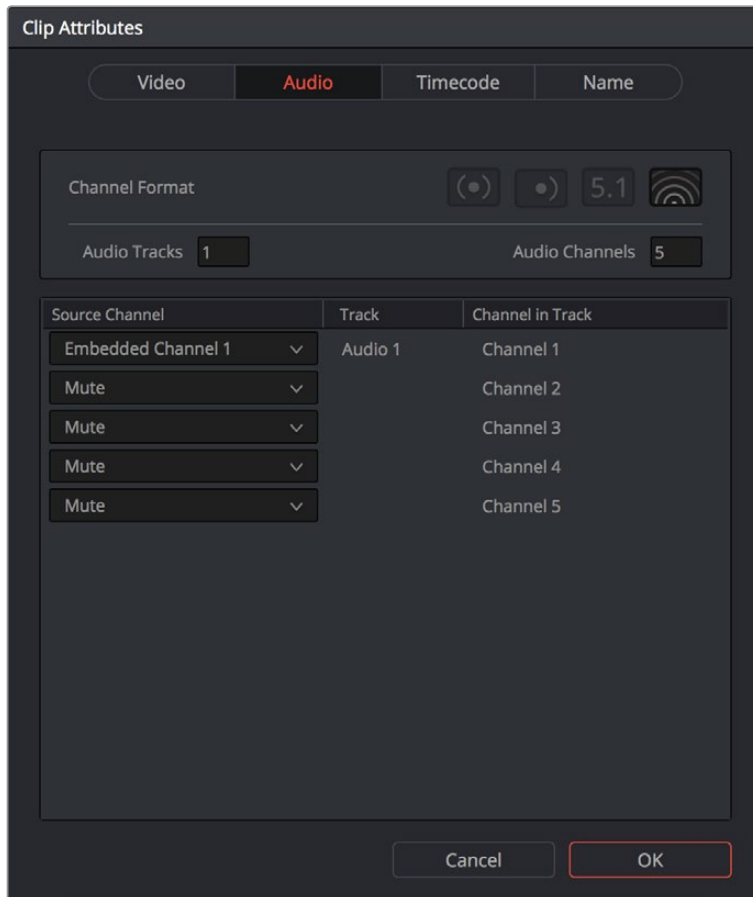 Clip Attributes
Video Audio Timecode Name
Channel Format 5.1
Audio Tracks 1 Audio Channels 5
Source Channel Track Channel in Track
Embedded Channel 1 Audio 1 Channel 1
Mute Channel 2
Mute Channel 3
Mute Channel 4
Mute Channel 5
Cancel OK